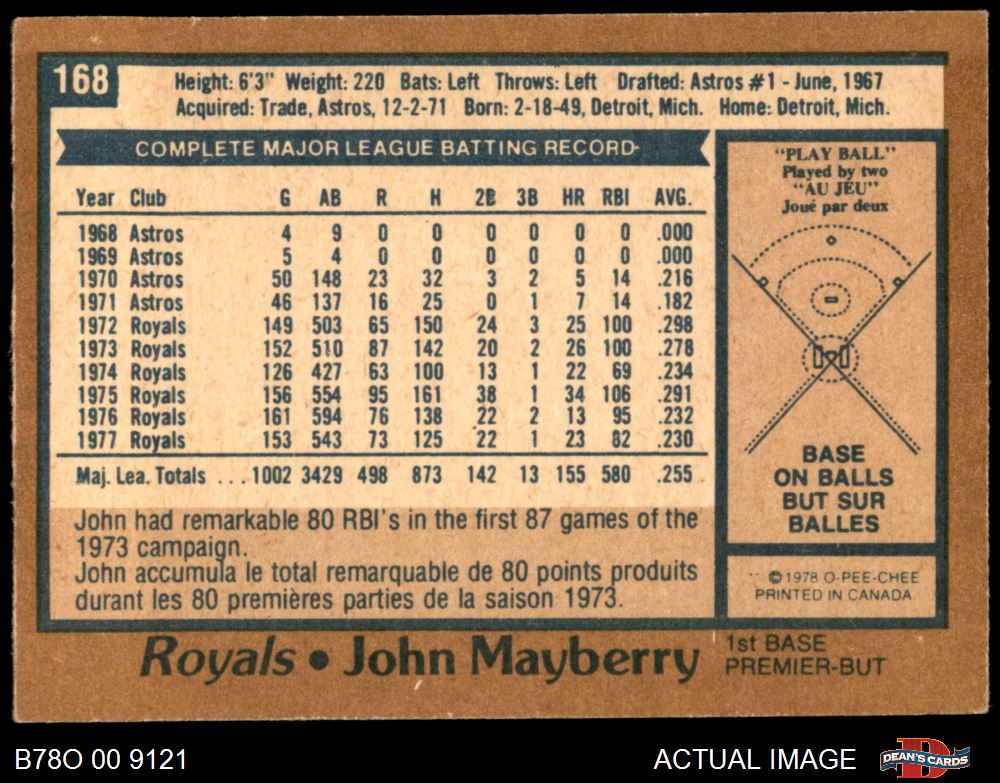 168
Height: 6'3" Weight: 220 Bats: Left Throws: Left Drafted: Astros #1 - June, 1967
Acquired: Trade, Astros, 12-2-71 Born: 2-18-49, Detroit, Mich. Home: Detroit, Mich.
COMPLETE MAJOR LEAGUE BATTING RECORD
Year Club G AB R H 2B 3B HR RBI AVG.
1968 Astros 4 9 0 0 0 0 0 0 .000
1969 Astros 5 4 0 0 0 0 0 0 .000
1970 Astros 50 148 23 32 3 2 5 14 .216
1971 Astros 46 137 16 25 0 1 7 14 .182
1972 Royals 149 503 65 150 24 3 25 100 .298
1973 Royals 152 510 87 142 20 2 26 100 .278
1974 Royals 126 427 63 100 13 1 22 69 .234
1975 Royals 156 554 95 161 38 1 34 106 .291
1976 Royals 161 594 76 138 22 2 13 95 .232
1977 Royals 153 543 73 125 22 1 23 82 .230
Maj. Lea. Totals ... 1002 3429 498 873 142 13 155 580 .255
John had remarkable 80 RBI's in the first 87 games of the
1973 campaign.
John accumula le total remarquable de 80 points produits
durant les 80 premières parties de la saison 1973.
"PLAY BALL"
Played by two
"AU JEU"
Joué par deux
BASE
ON BALLS
BUT SUR
BALLES
© 1978 O-PEE-CHEE
PRINTED IN CANADA
Royals • John Mayberry
1st BASE
PREMIER-BUT
B78O 00 9121
ACTUAL IMAGE
DEAN'S CARDS